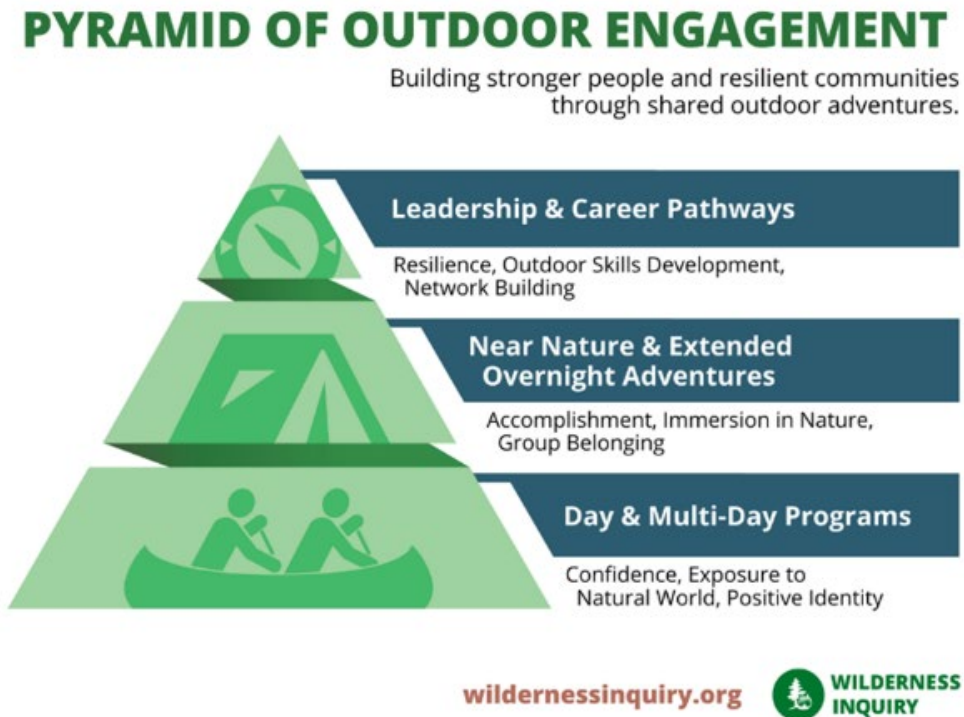 PYRAMID OF OUTDOOR ENGAGEMENT
Building stronger people and resilient communities
through shared outdoor adventures.
Leadership & Career Pathways
Resilience, Outdoor Skills Development,
Network Building
Near Nature & Extended
Overnight Adventures
Accomplishment, Immersion in Nature,
Group Belonging
Day & Multi-Day Programs
Confidence, Exposure to
Natural World, Positive Identity
wildernessinquiry.org
WILDERNESS
INQUIRY